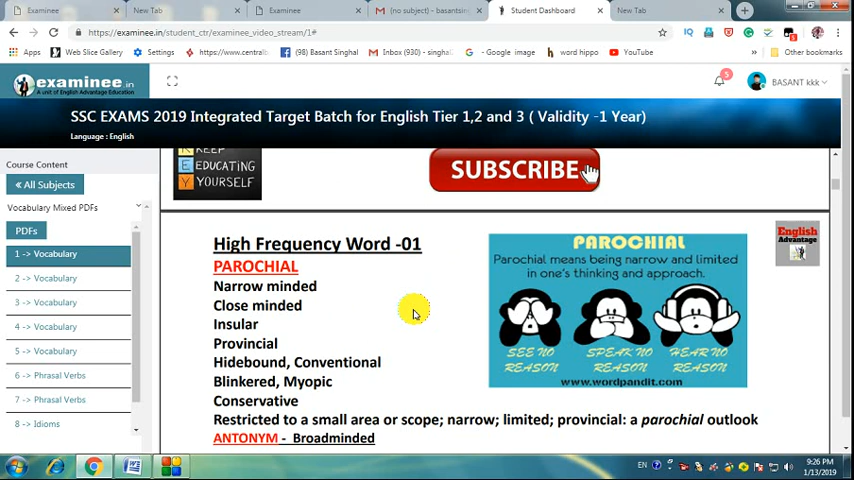 Examinee
New Tab
Examinee
(no subject) - basantsin
Student Dashboard
New Tab
https://examinee.in/student_ctr/examinee_video_stream/1#
Apps
Web Slice Gallery
Settings
https://www.centralb
(98) Basant Singhal
Inbox (930) - singhal
- Google image
word hippo
YouTube
Other bookmarks
examinee.in
A unit of English Advantage Education
5
BASANT kkk
SSC EXAMS 2019 Integrated Target Batch for English Tier 1,2 and 3 ( Validity -1 Year)
Language : English
Course Content
« All Subjects
Vocabulary Mixed PDFs
PDFs
1 -> Vocabulary
2 -> Vocabulary
3 -> Vocabulary
4 -> Vocabulary
5 -> Vocabulary
6 -> Phrasal Verbs
7 -> Phrasal Verbs
8 -> Idioms
KEEP
EDUCATING
YOURSELF
SUBSCRIBE
High Frequency Word -01
PAROCHIAL
Narrow minded
Close minded
Insular
Provincial
Hidebound, Conventional
Blinkered, Myopic
Conservative
Restricted to a small area or scope; narrow; limited; provincial: a parochial outlook
ANTONYM - Broadminded
PAROCHIAL
Parochial means being narrow and limited
in one's thinking and approach.
SEE NO
REASON
SPEAK NO
REASON
HEAR NO
REASON
www.wordpandit.com
English
Advantage
EN
9:26 PM
1/13/2019